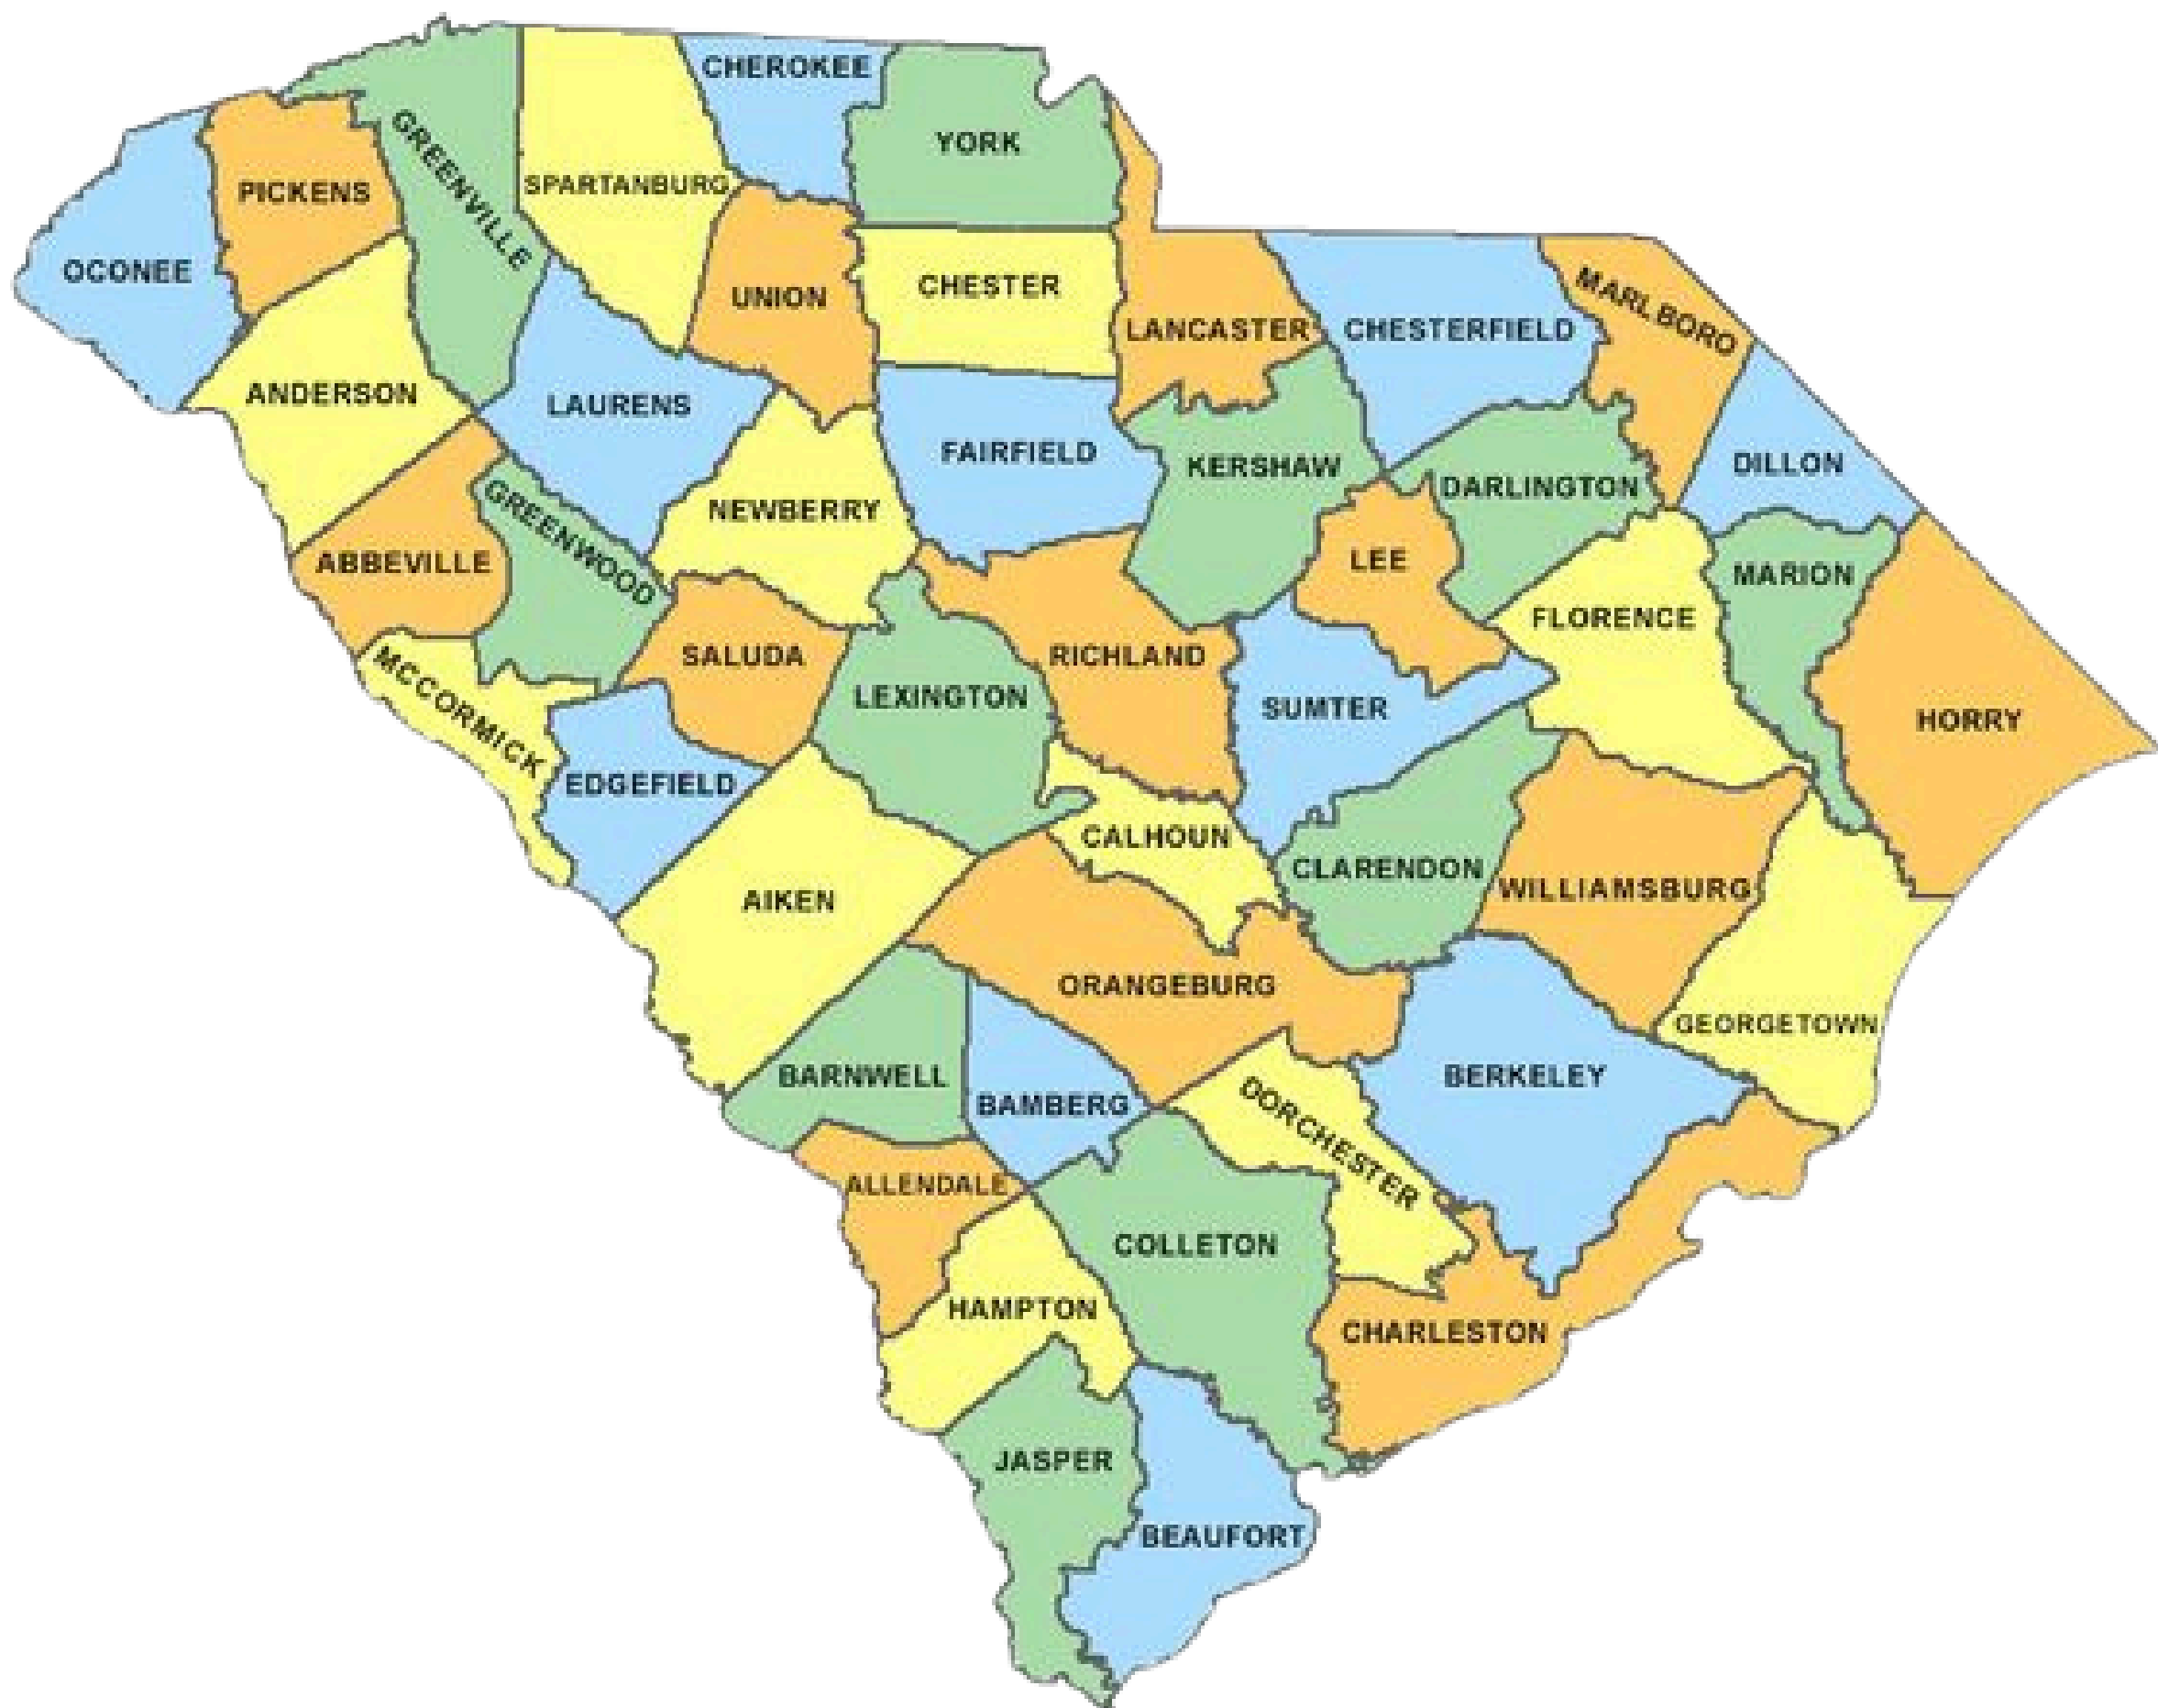 CHEROKEE
YORK
GREENVILLE
SPARTANBURG
PICKENS
OCONEE
UNION
CHESTER
LANCASTER
CHESTERFIELD
MARLBORO
ANDERSON
LAURENS
FAIRFIELD
KERSHAW
DARLINGTON
DILLON
NEWBERRY
GREENWOOD
ABBEVILLE
LEE
MARION
FLORENCE
SALUDA
RICHLAND
MCCORMICK
LEXINGTON
SUMTER
HORRY
EDGEFIELD
CALHOUN
CLARENDON
WILLIAMSBURG
AIKEN
ORANGEBURG
GEORGETOWN
BARNWELL
BAMBERG
BERKELEY
DORCHESTER
ALLENDALE
COLLETON
HAMPTON
CHARLESTON
JASPER
BEAUFORT